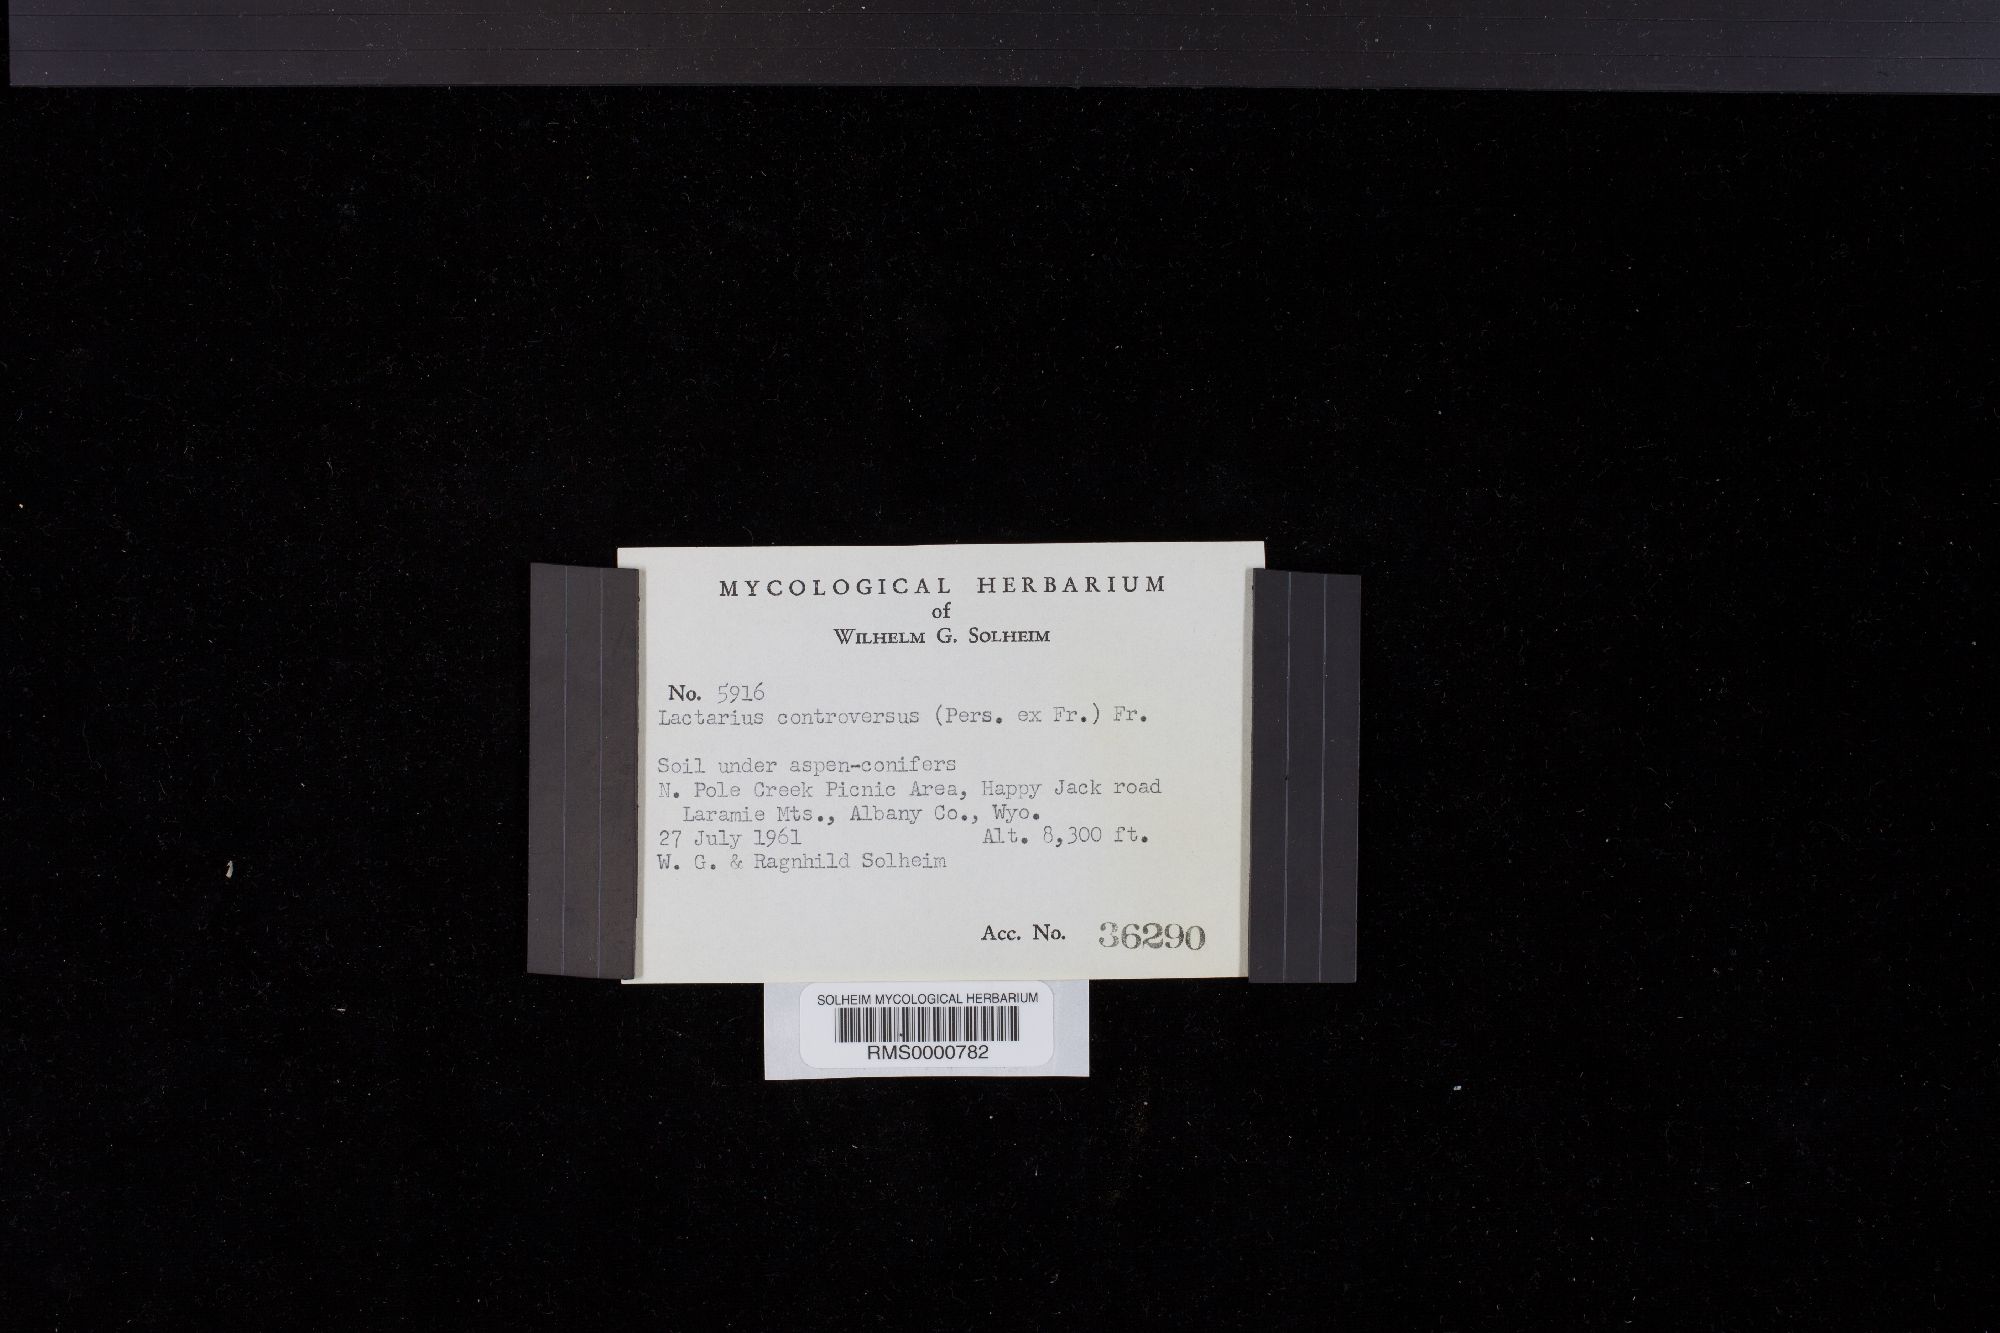 MYCOLOGICAL HERBARIUM
of
WILHELM G. SOLHEIM
No. 5916
Lactarius controversus (Pers. ex Fr.) Fr.
Soil under aspen-conifers
N. Pole Creek Picnic Area, Happy Jack road
Laramie Mts., Albany Co., Wyo.
27 July 1961 Alt. 8,300 ft.
W. G. & Ragnhild Solheim
Acc. No. 36290
SOLHEIM MYCOLOGICAL HERBARIUM
RMS0000782